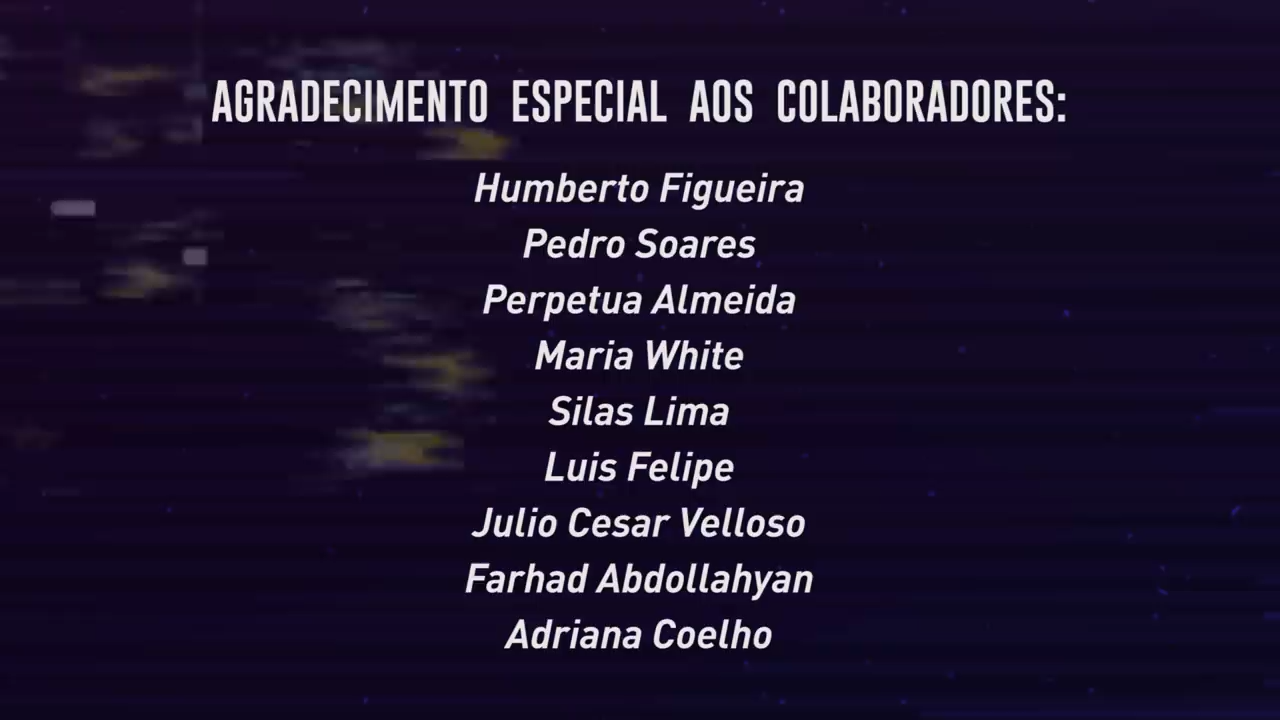 AGRADECIMENTO ESPECIAL AOS COLABORADORES:
Humberto Figueira
Pedro Soares
Perpetua Almeida
Maria White
Silas Lima
Luis Felipe
Julio Cesar Velloso
Farhad Abdollahyan
Adriana Coelho